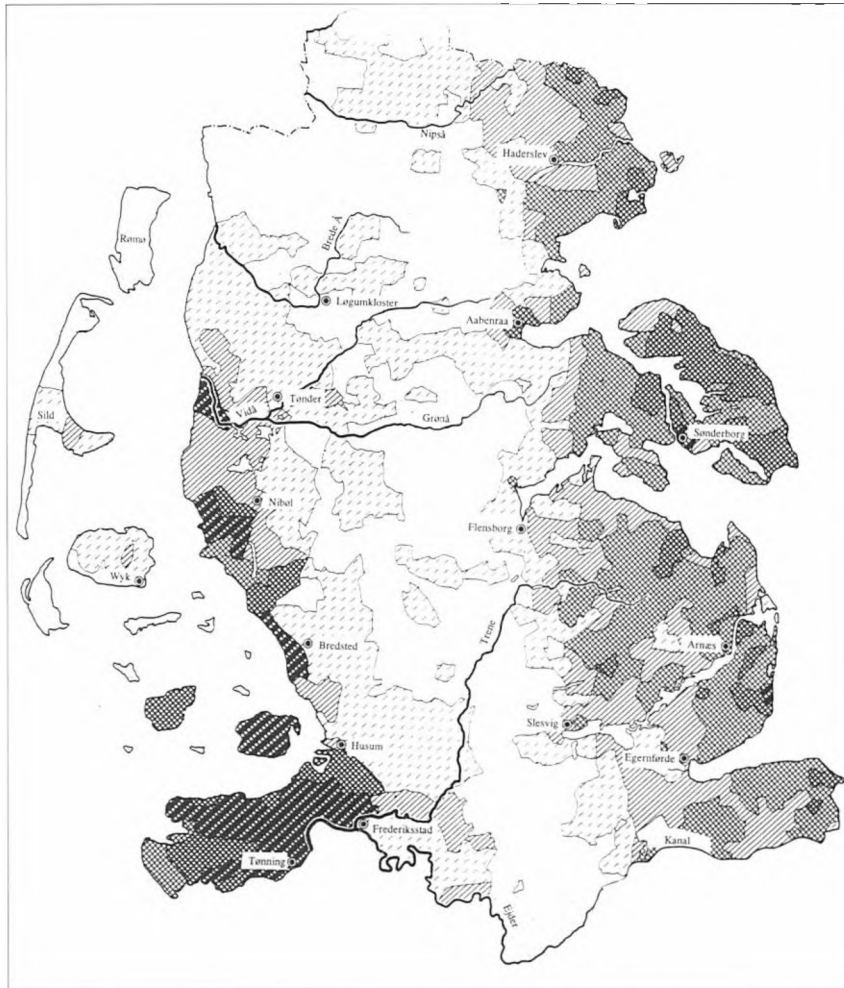 Nipså
Haderslev
Rømø
Brede Å
Løgumkloster
Aabenraa
Tønder
Sild
Vidå
Grønå
Sønderborg
Nibøl
Flensborg
Wyk
Trene
Bredsted
Arnæs
Slesvig
Husum
Egernførde
Frederiksstad
Kanal
Tønning
Ejder